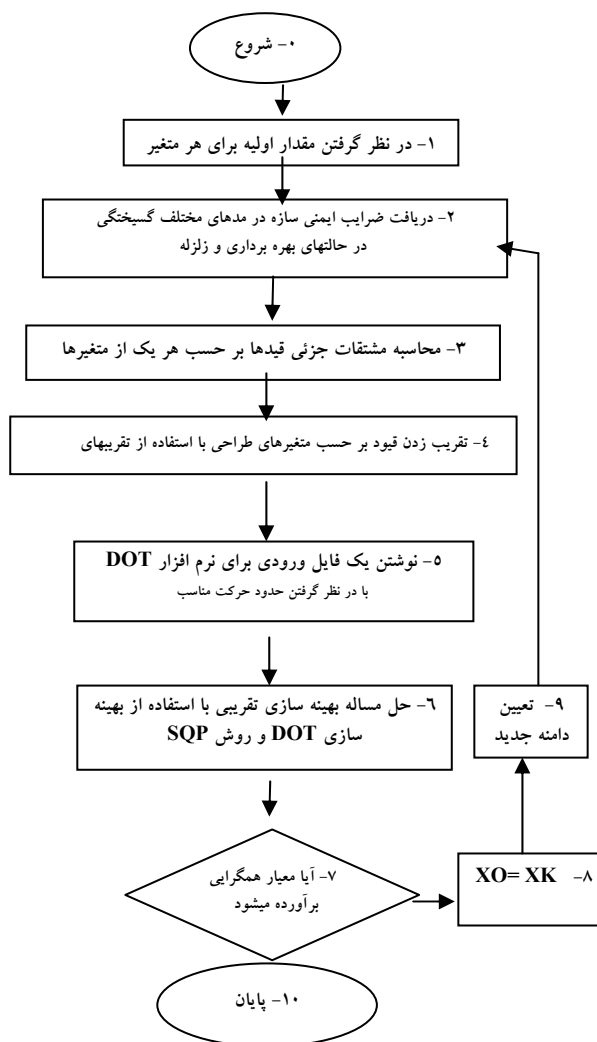 ۰- شروع
۱- در نظر گرفتن مقدار اولیه برای هر متغیر
۲- دریافت ضرایب ایمنی سازه در مدهای مختلف گسیختگی
در حالتهای بهره برداری و زلزله
۳- محاسبه مشتقات جزئی قیدها بر حسب هر یک از متغیرها
٤- تقریب زدن قیود بر حسب متغیرهای طراحی با استفاده از تقریبهای
٥- نوشتن یک فایل ورودی برای نرم افزار DOT
با در نظر گرفتن حدود حرکت مناسب
٦- حل مساله بهینه سازی تقریبی با استفاده از بهینه
سازی DOT و روش SQP
۷- آیا معیار همگرایی
برآورده میشود
۸- XO= XK
۹- تعیین
دامنه جدید
۱۰- پایان